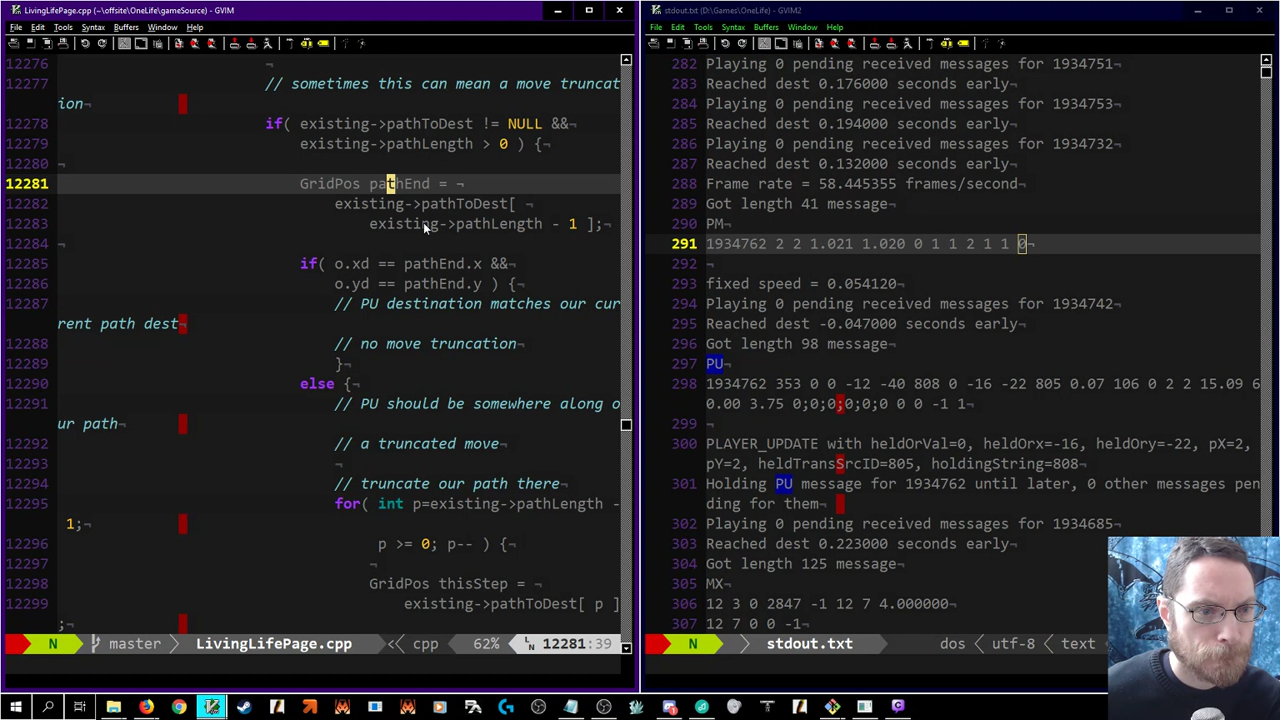 LivingLifePage.cpp (~\offsite\OneLife\gameSource) - GVIM
File Edit Tools Syntax Buffers Window Help
12276
12277 // sometimes this can mean a move truncat
ion¬
12278 if( existing->pathToDest != NULL &&¬
12279 existing->pathLength > 0 ) {¬
12280 ¬
12281 GridPos pathEnd = ¬
12282 existing->pathToDest[ ¬
12283 existing->pathLength - 1 ];¬
12284 ¬
12285 if( o.xd == pathEnd.x &&¬
12286 o.yd == pathEnd.y ) {¬
12287 // PU destination matches our cur
rent path dest¬
12288 // no move truncation¬
12289 }¬
12290 else {¬
12291 // PU should be somewhere along o
ur path¬
12292 // a truncated move¬
12293 ¬
12294 // truncate our path there¬
12295 for( int p=existing->pathLength -
1;¬
12296 p >= 0; p-- ) {¬
12297 ¬
12298 GridPos thisStep = ¬
12299 existing->pathToDest[ p ]
;¬
N master LivingLifePage.cpp cpp 62% LN 12281:39
stdout.txt (D:\Games\OneLife) - GVIM2
File Edit Tools Syntax Buffers Window Help
282 Playing 0 pending received messages for 1934751¬
283 Reached dest 0.176000 seconds early¬
284 Playing 0 pending received messages for 1934753¬
285 Reached dest 0.194000 seconds early¬
286 Playing 0 pending received messages for 1934732¬
287 Reached dest 0.132000 seconds early¬
288 Frame rate = 58.445355 frames/second¬
289 Got length 41 message¬
290 PM¬
291 1934762 2 2 1.021 1.020 0 1 1 2 1 1 0¬
292 ¬
293 fixed speed = 0.054120¬
294 Playing 0 pending received messages for 1934742¬
295 Reached dest -0.047000 seconds early¬
296 Got length 98 message¬
297 PU¬
298 1934762 353 0 0 -12 -40 808 0 -16 -22 805 0.07 106 0 2 2 15.09 6
0.00 3.75 0;0;0;0;0;0 0 0 -1 1¬
299 ¬
300 PLAYER_UPDATE with heldOrVal=0, heldOrx=-16, heldOry=-22, pX=2,
pY=2, heldTransSrcID=805, holdingString=808¬
301 Holding PU message for 1934762 until later, 0 other messages pen
ding for them¬
302 Playing 0 pending received messages for 1934685¬
303 Reached dest 0.223000 seconds early¬
304 Got length 125 message¬
305 MX¬
306 12 3 0 2847 -1 12 7 4.000000¬
307 12 7 0 0 -1¬
N stdout.txt dos utf-8 text